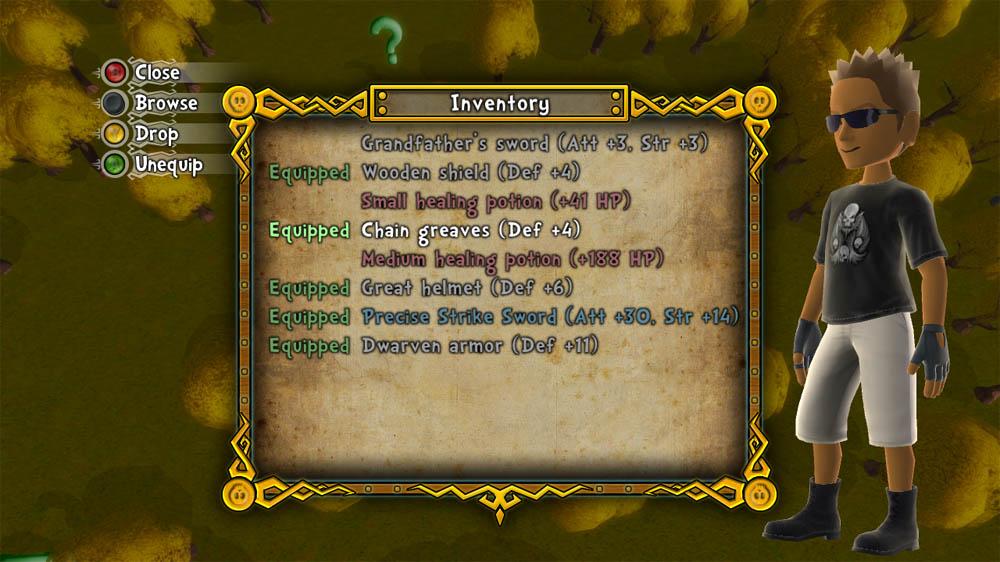 ?
Close
Browse
Drop
Unequip
Inventory
Grandfather's sword (Att +3, Str +3)
Equipped Wooden shield (Def +4)
Small healing potion (+41 HP)
Equipped Chain greaves (Def +4)
Medium healing potion (+188 HP)
Equipped Great helmet (Def +6)
Equipped Precise Strike Sword (Att +30, Str +14)
Equipped Dwarven armor (Def +11)